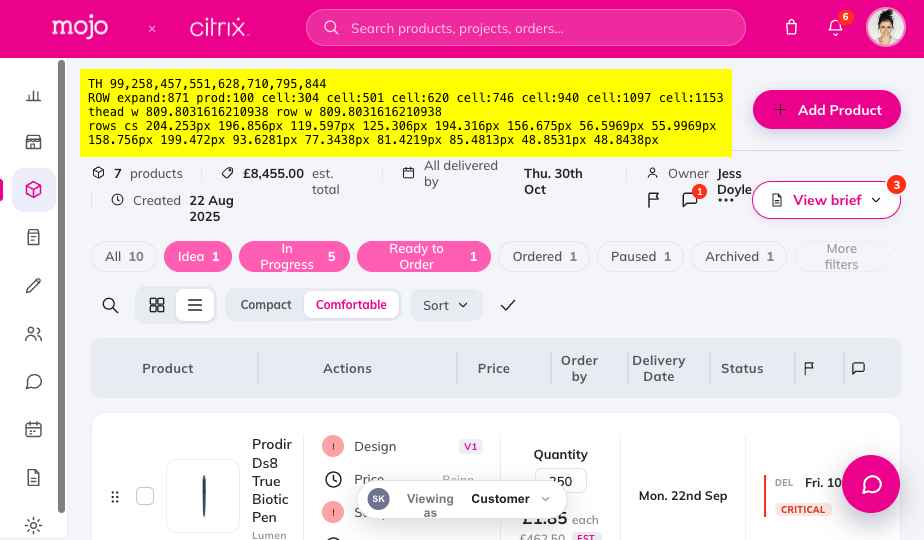 mojo × citrix
Search products, projects, orders...
6
TH 99,258,457,551,628,710,795,844
ROW expand:871 prod:100 cell:304 cell:501 cell:620 cell:746 cell:940 cell:1097 cell:1153
thead w 809.8031616210938 row w 809.8031616210938
rows cs 204.253px 196.856px 119.597px 125.306px 194.316px 156.675px 56.5969px 55.9969px
158.756px 199.472px 93.6281px 77.3438px 81.4219px 85.4813px 48.8531px 48.8438px
Add Product
7 products
£8,455.00 est. total
All delivered by Thu. 30th Oct
Owner Jess Doyle
Created 22 Aug 2025
1
View brief
3
All 10
Idea 1
In Progress 5
Ready to Order 1
Ordered 1
Paused 1
Archived 1
More filters
Compact Comfortable
Sort
Product Actions Price Order by Delivery Date Status
Prodir Ds8 True Biotic Pen
Lumen
! Design V1
Price
!
Quantity
250
£1.85 each
£462.50 EST.
Mon. 22nd Sep
DEL Fri. 10
CRITICAL
SK Viewing as Customer